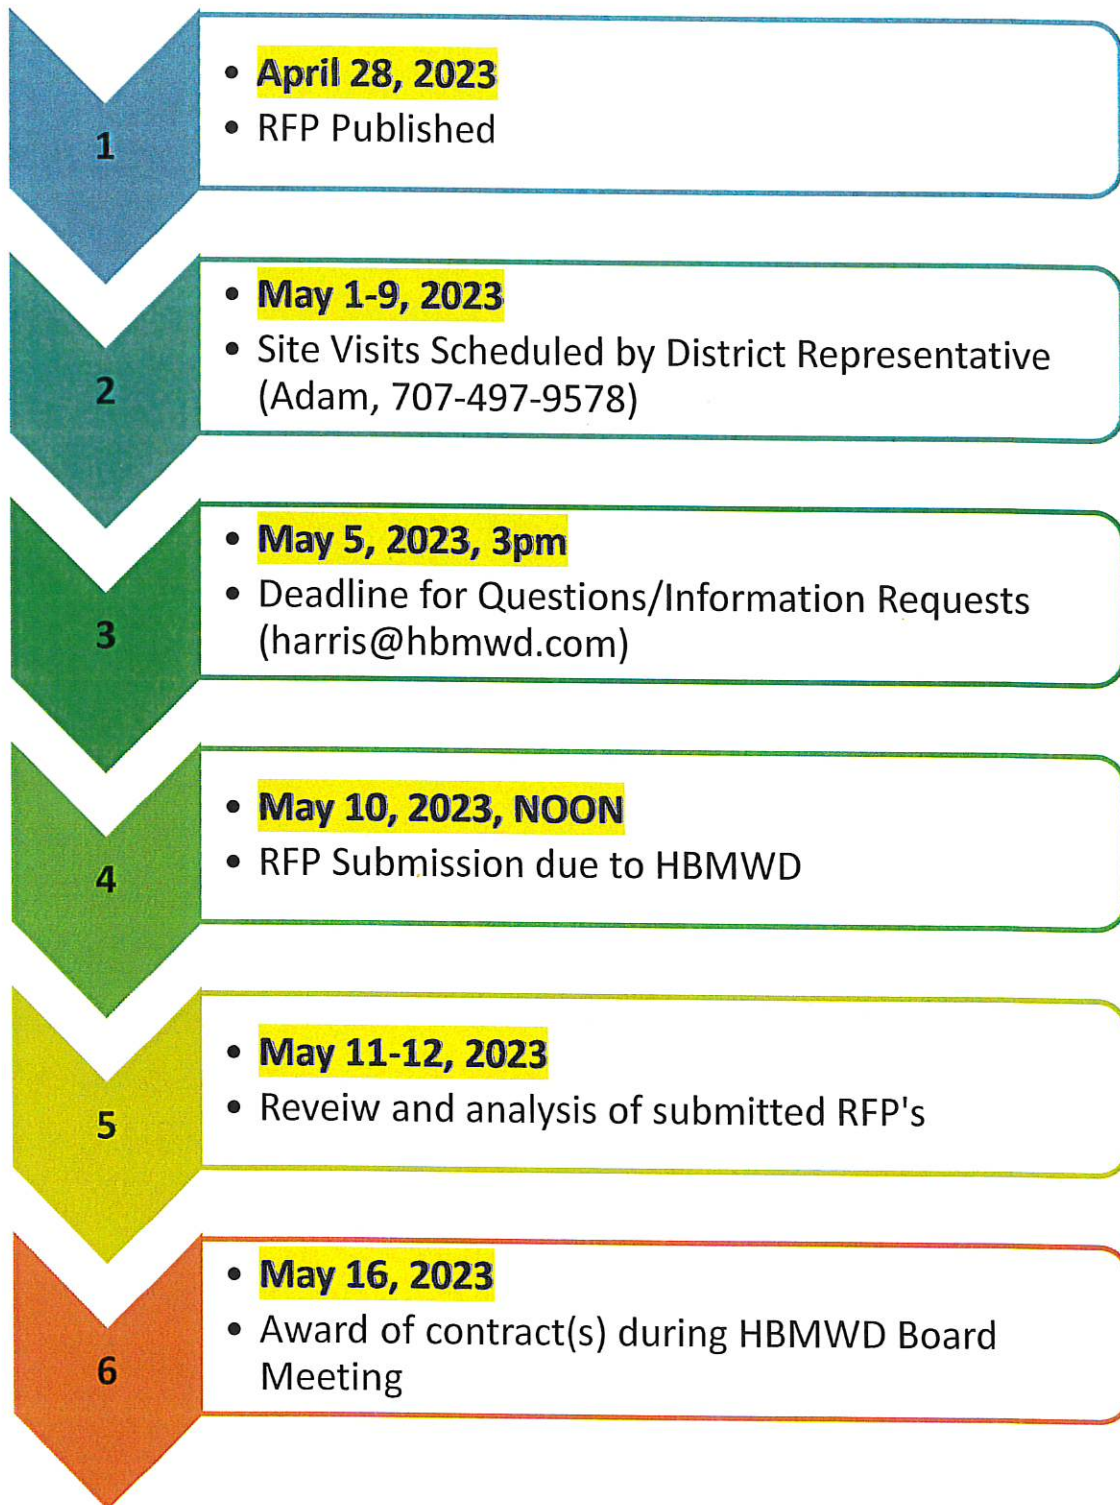 1
• April 28, 2023
• RFP Published
2
• May 1-9, 2023
• Site Visits Scheduled by District Representative
(Adam, 707-497-9578)
3
• May 5, 2023, 3pm
• Deadline for Questions/Information Requests
(harris@hbmwd.com)
4
• May 10, 2023, NOON
• RFP Submission due to HBMWD
5
• May 11-12, 2023
• Reveiw and analysis of submitted RFP's
6
• May 16, 2023
• Award of contract(s) during HBMWD Board
Meeting